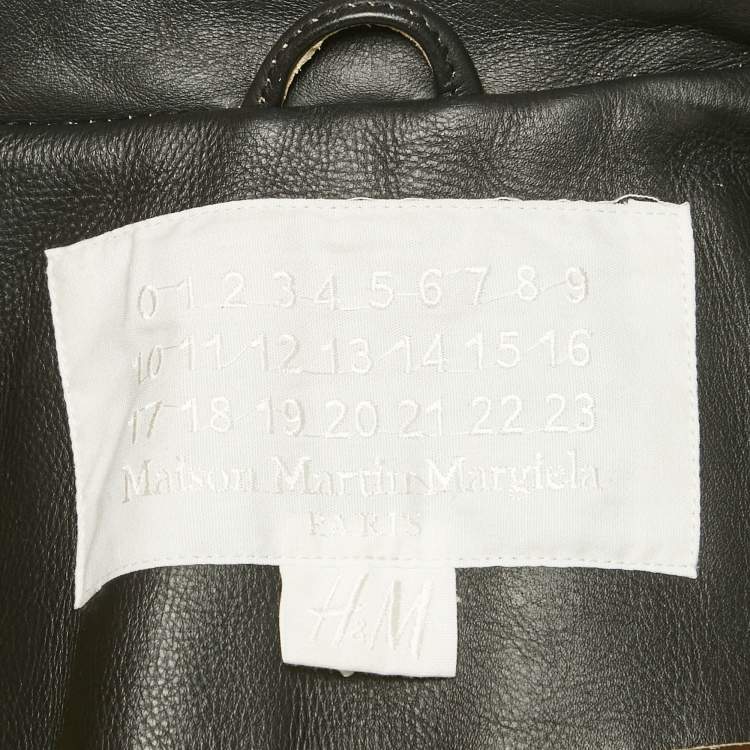 0 1 2 3 4 5 6 7 8 9
10 11 12 13 14 15 16
17 18 19 20 21 22 23
Maison Martin Margiela
PARIS
H&M